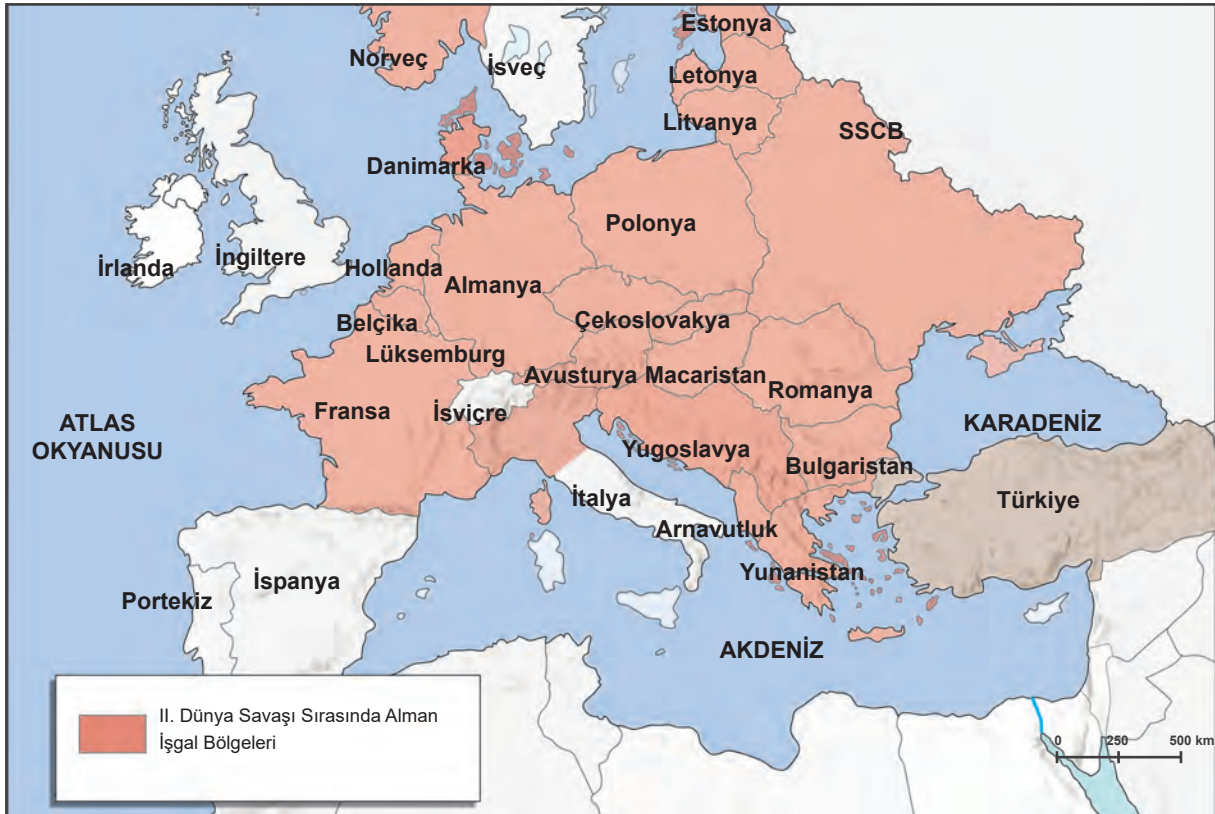 Estonya
Norveç
İsveç
Letonya
Litvanya
SSCB
Danimarka
Polonya
İrlanda
İngiltere
Hollanda
Almanya
Belçika
Çekoslovakya
Lüksemburg
Avusturya
Macaristan
Romanya
Fransa
İsviçre
ATLAS
OKYANUSU
KARADENİZ
Yugoslavya
Bulgaristan
İtalya
Türkiye
Arnavutluk
İspanya
Yunanistan
Portekiz
AKDENİZ
II. Dünya Savaşı Sırasında Alman
İşgal Bölgeleri
0 250 500 km